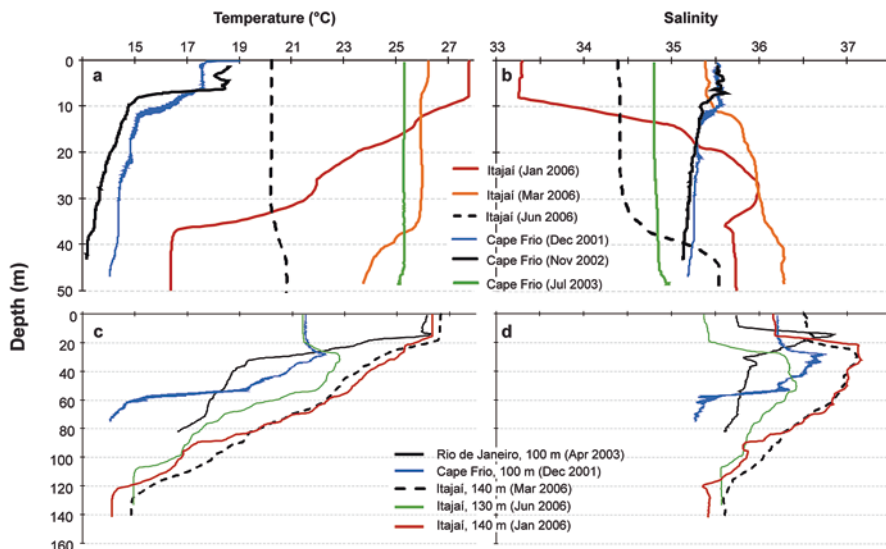 Temperature (°C) Salinity
15 17 19 21 23 25 27 33 34 35 36 37
0
10
20
30
40
50
a
b
Itajaí (Jan 2006)
Itajaí (Mar 2006)
Itajaí (Jun 2006)
Cape Frio (Dec 2001)
Cape Frio (Nov 2002)
Cape Frio (Jul 2003)
Depth (m)
0
20
40
60
80
100
120
140
160
c
d
Rio de Janeiro, 100 m (Apr 2003)
Cape Frio, 100 m (Dec 2001)
Itajaí, 140 m (Mar 2006)
Itajaí, 130 m (Jun 2006)
Itajaí, 140 m (Jan 2006)